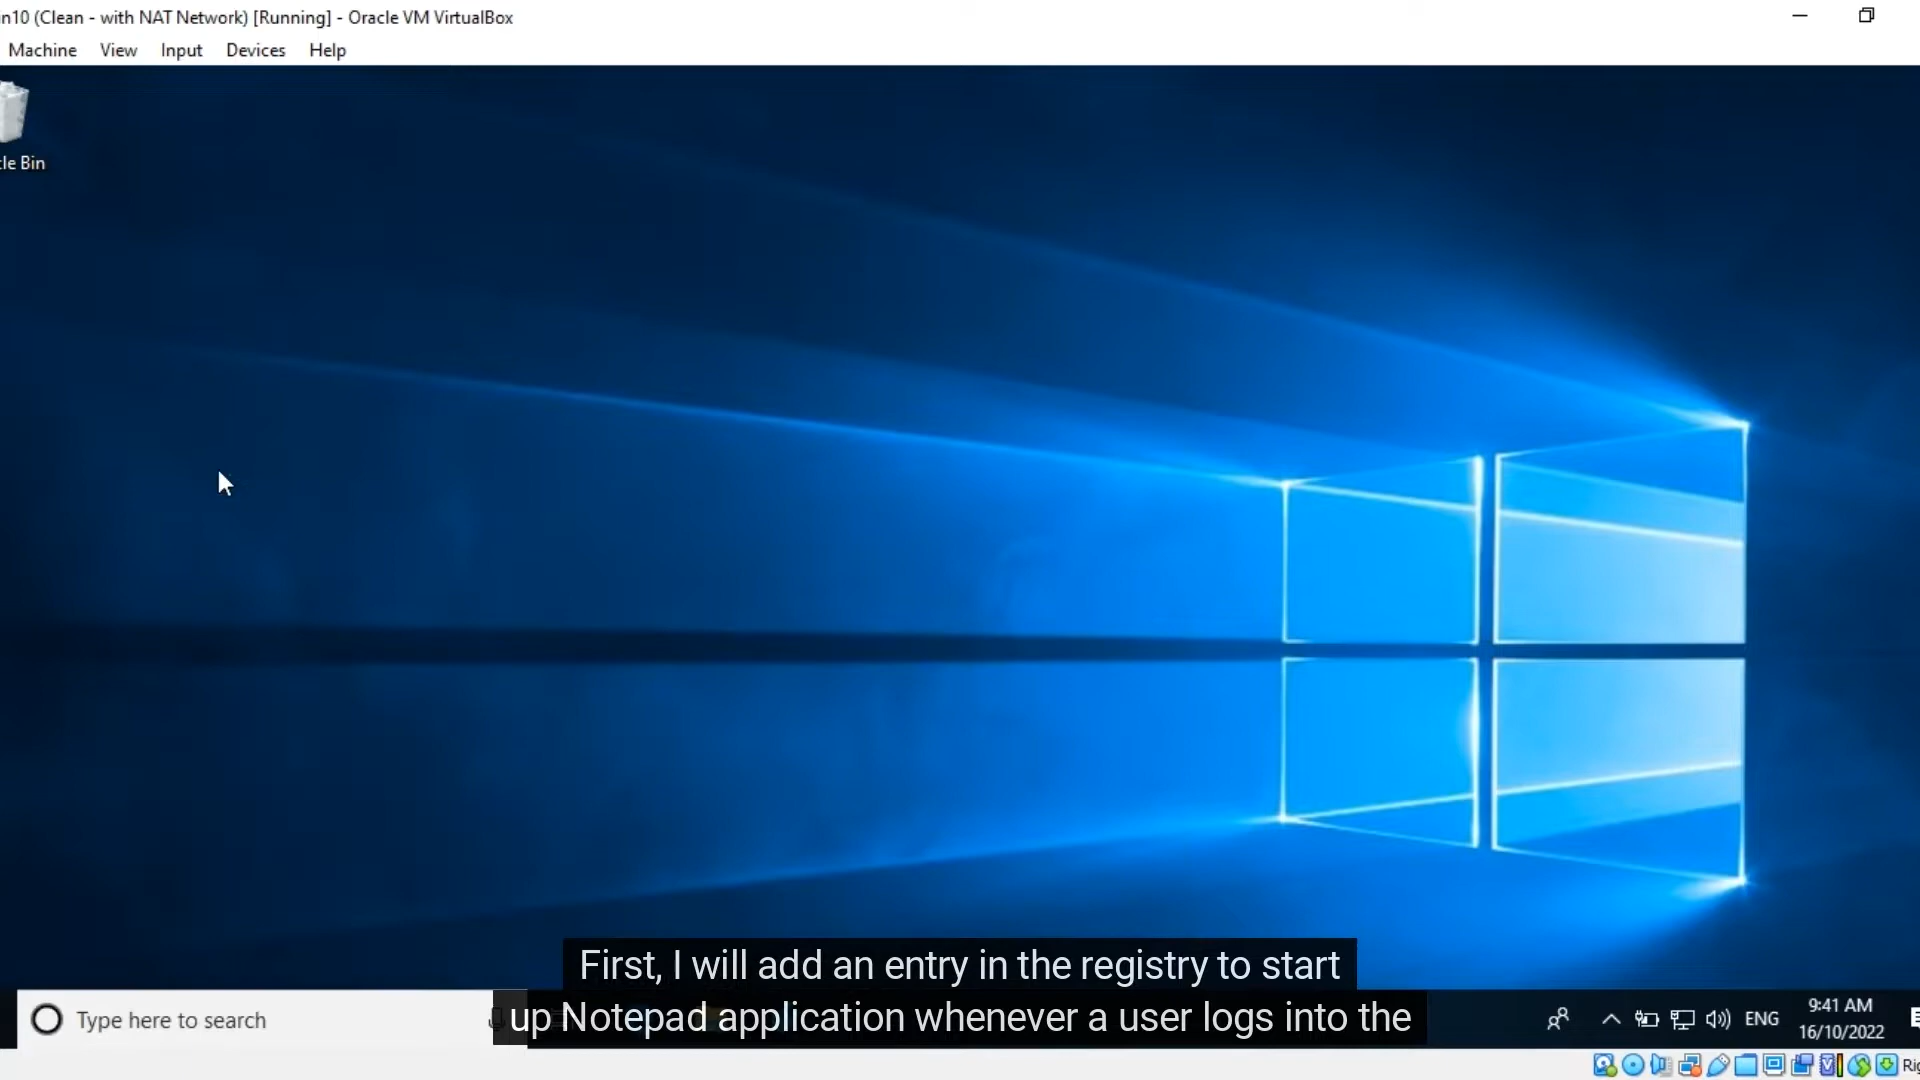 n10 (Clean - with NAT Network) [Running] - Oracle VM VirtualBox
Machine View Input Devices Help
cle Bin
First, I will add an entry in the registry to start
up Notepad application whenever a user logs into the
Type here to search
ENG
9:41 AM
16/10/2022
Rig